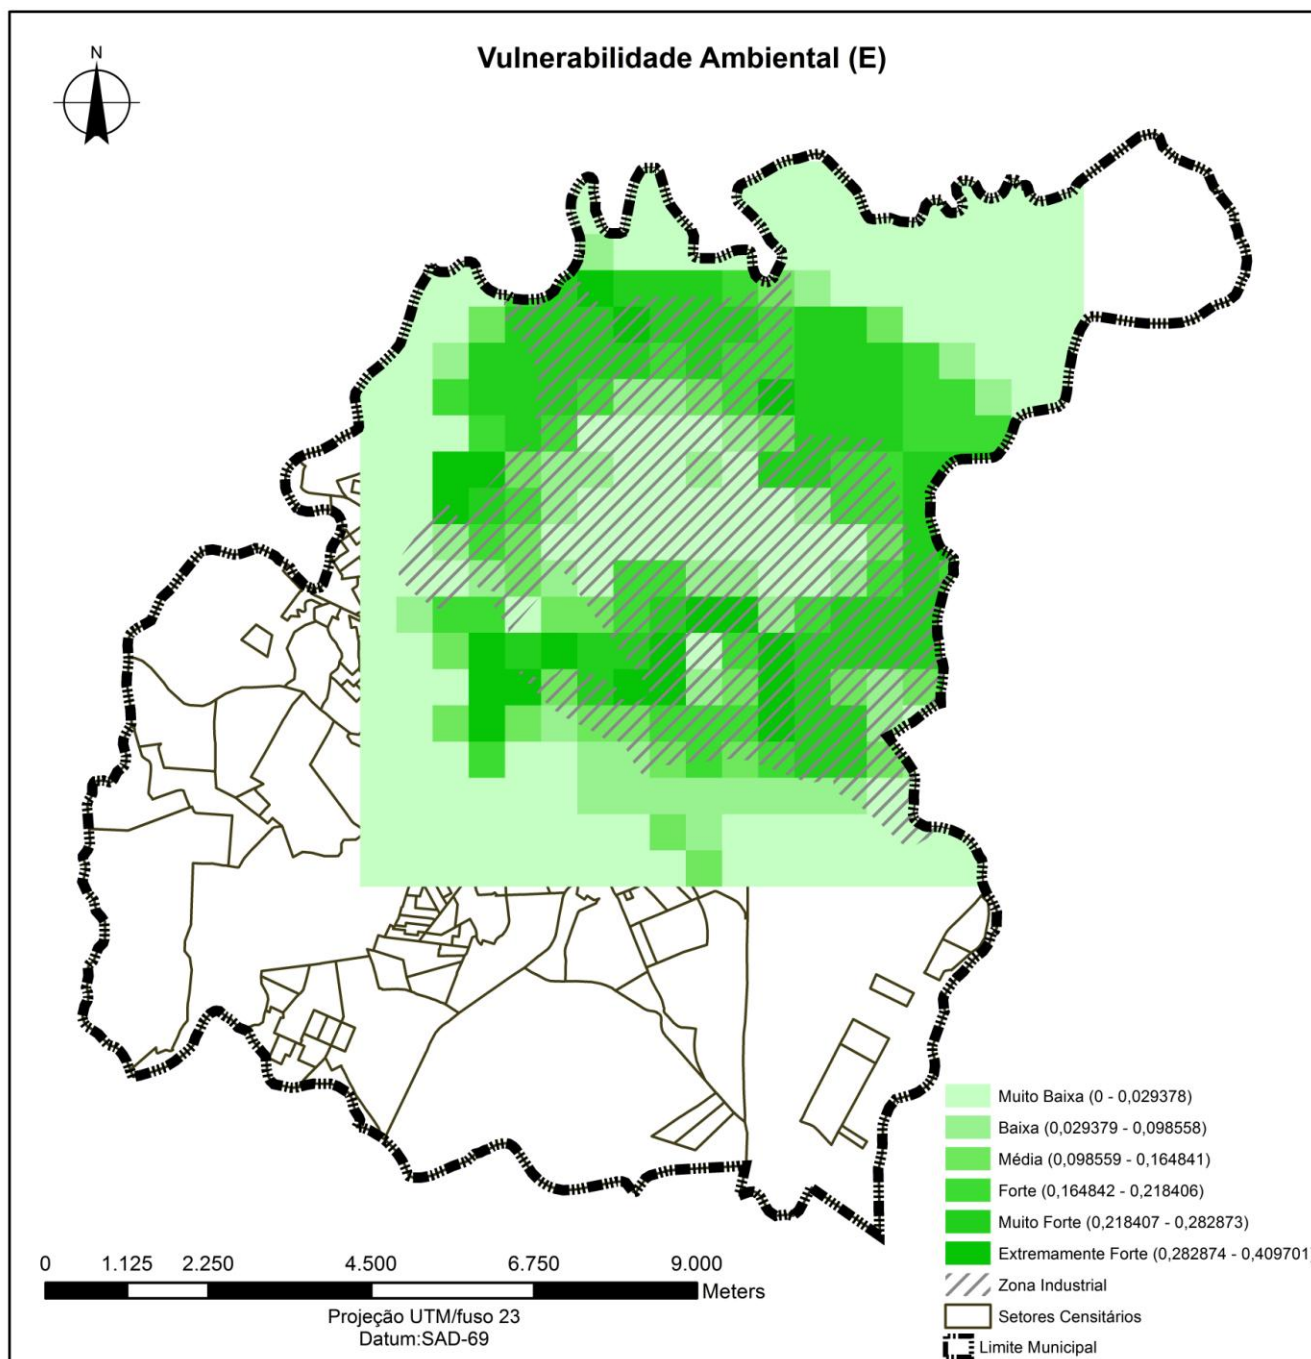 Vulnerabilidade Ambiental (E)
N
Muito Baixa (0 - 0,029378)
Baixa (0,029379 - 0,098558)
Média (0,098559 - 0,164841)
Forte (0,164842 - 0,218406)
Muito Forte (0,218407 - 0,282873)
Extremamente Forte (0,282874 - 0,409701)
Zona Industrial
Setores Censitários
Limite Municipal
0 1.125 2.250 4.500 6.750 9.000
Meters
Projeção UTM/fuso 23
Datum:SAD-69